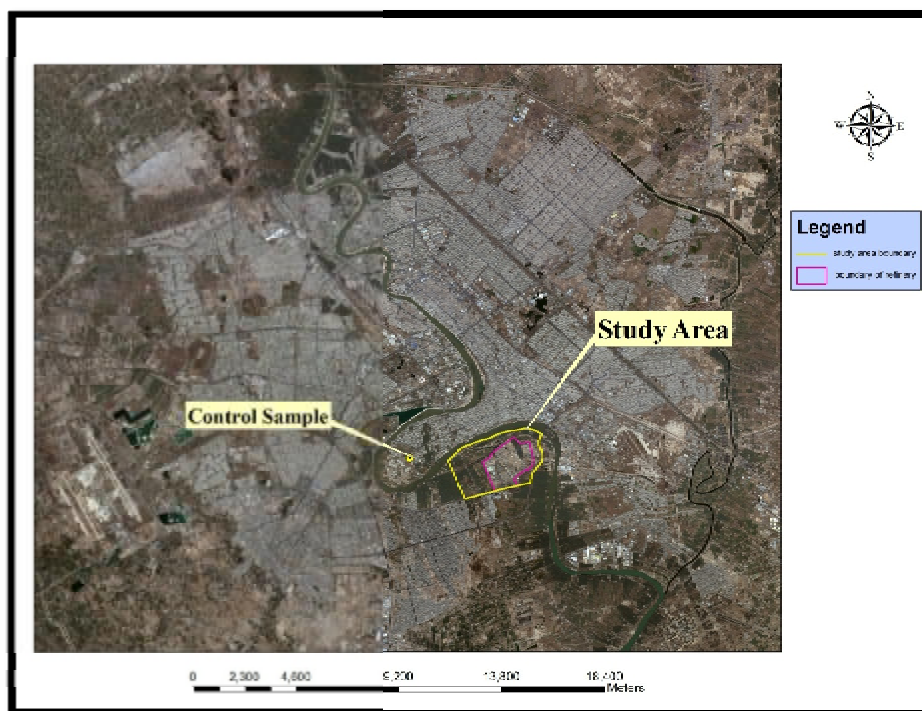 N
W E
S
Legend
study area boundary
boundary of refinery
Study Area
Control Sample
0 2,300 4,600 9,200 13,800 18,400
Meters